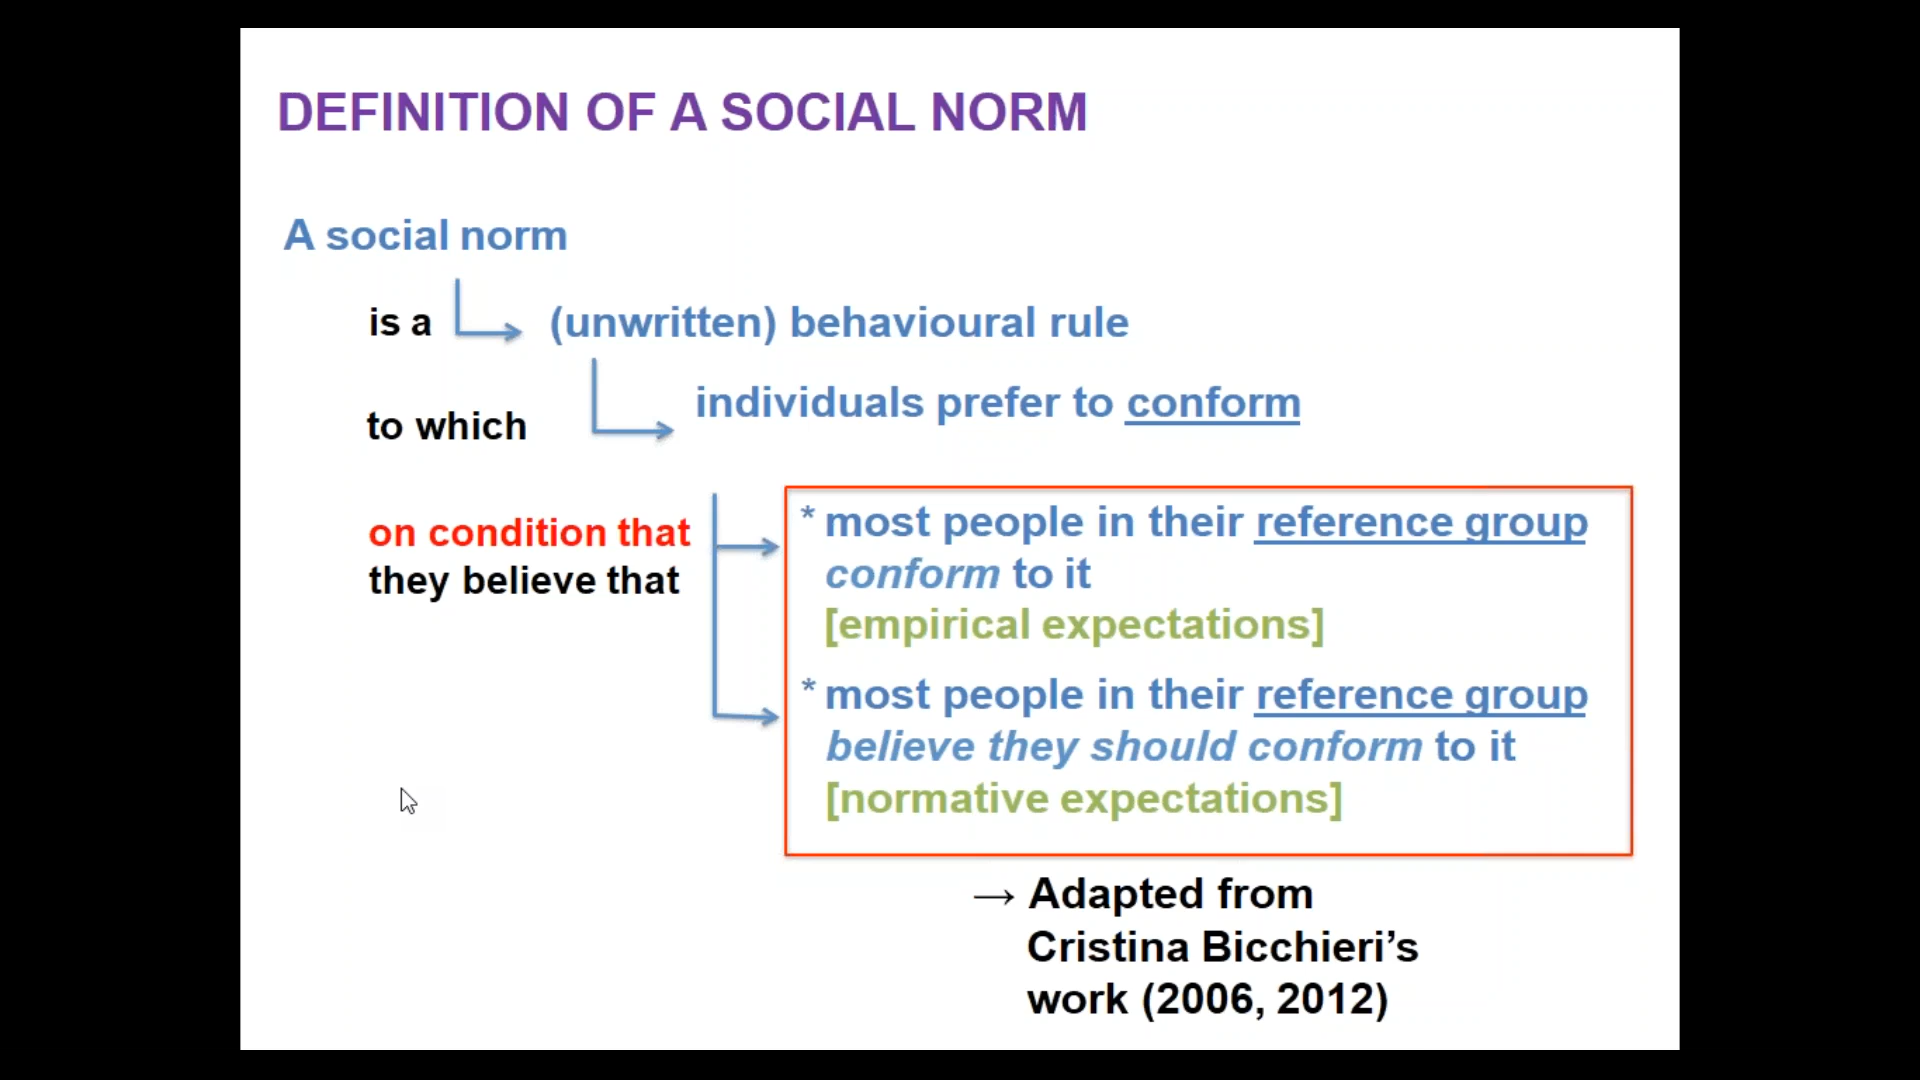 DEFINITION OF A SOCIAL NORM
A social norm
is a (unwritten) behavioural rule
to which individuals prefer to conform
on condition that
they believe that
* most people in their reference group
conform to it
[empirical expectations]
* most people in their reference group
believe they should conform to it
[normative expectations]
→ Adapted from
Cristina Bicchieri’s
work (2006, 2012)